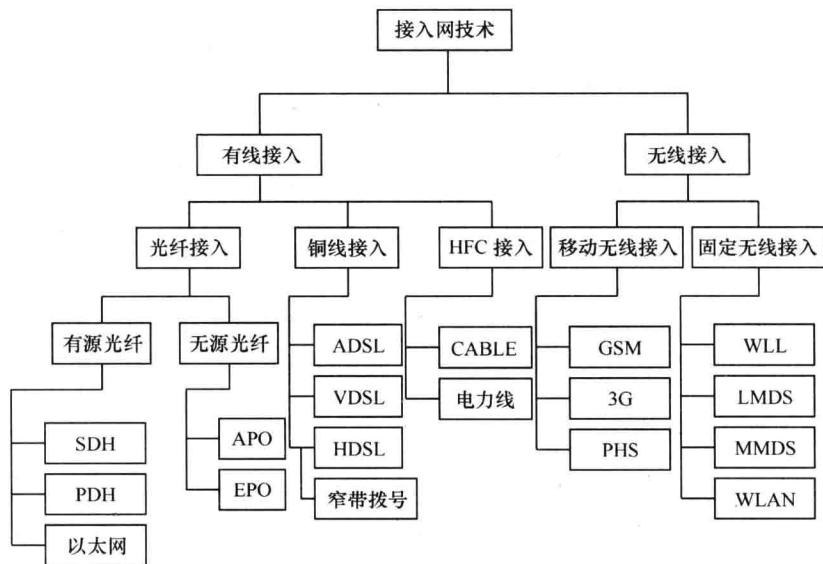 接入网技术
有线接入
无线接入
光纤接入
铜线接入
HFC 接入
移动无线接入
固定无线接入
有源光纤
无源光纤
ADSL
CABLE
GSM
WLL
VDSL
电力线
3G
LMDS
SDH
APO
HDSL
PHS
MMDS
PDH
EPO
窄带拨号
WLAN
以太网